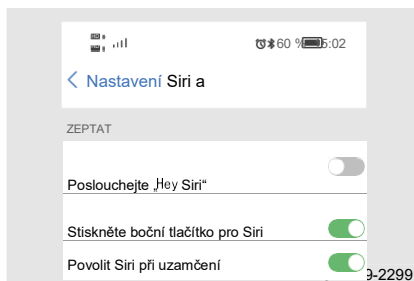 60 % 5:02
Nastavení Siri a
ZEPTAT
Poslouchejte „Hey Siri“
Stiskněte boční tlačítko pro Siri
Povolit Siri při uzamčení
9-2299